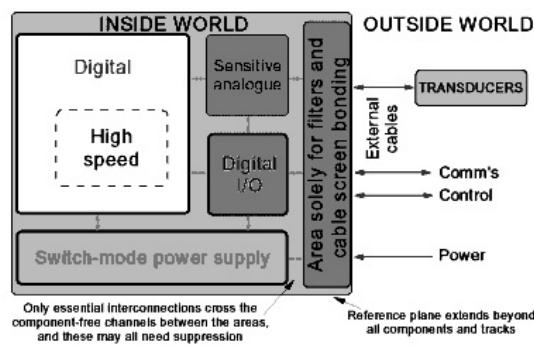 INSIDE WORLD
OUTSIDE WORLD
Digital
High
speed
Sensitive
analogue
Digital
I/O
Switch-mode power supply
Area solely for filters and
cable screen bonding
External
cables
TRANSDUCERS
Comm's
Control
Power
Only essential interconnections cross the
component-free channels between the areas,
and these may all need suppression
Reference plane extends beyond
all components and tracks